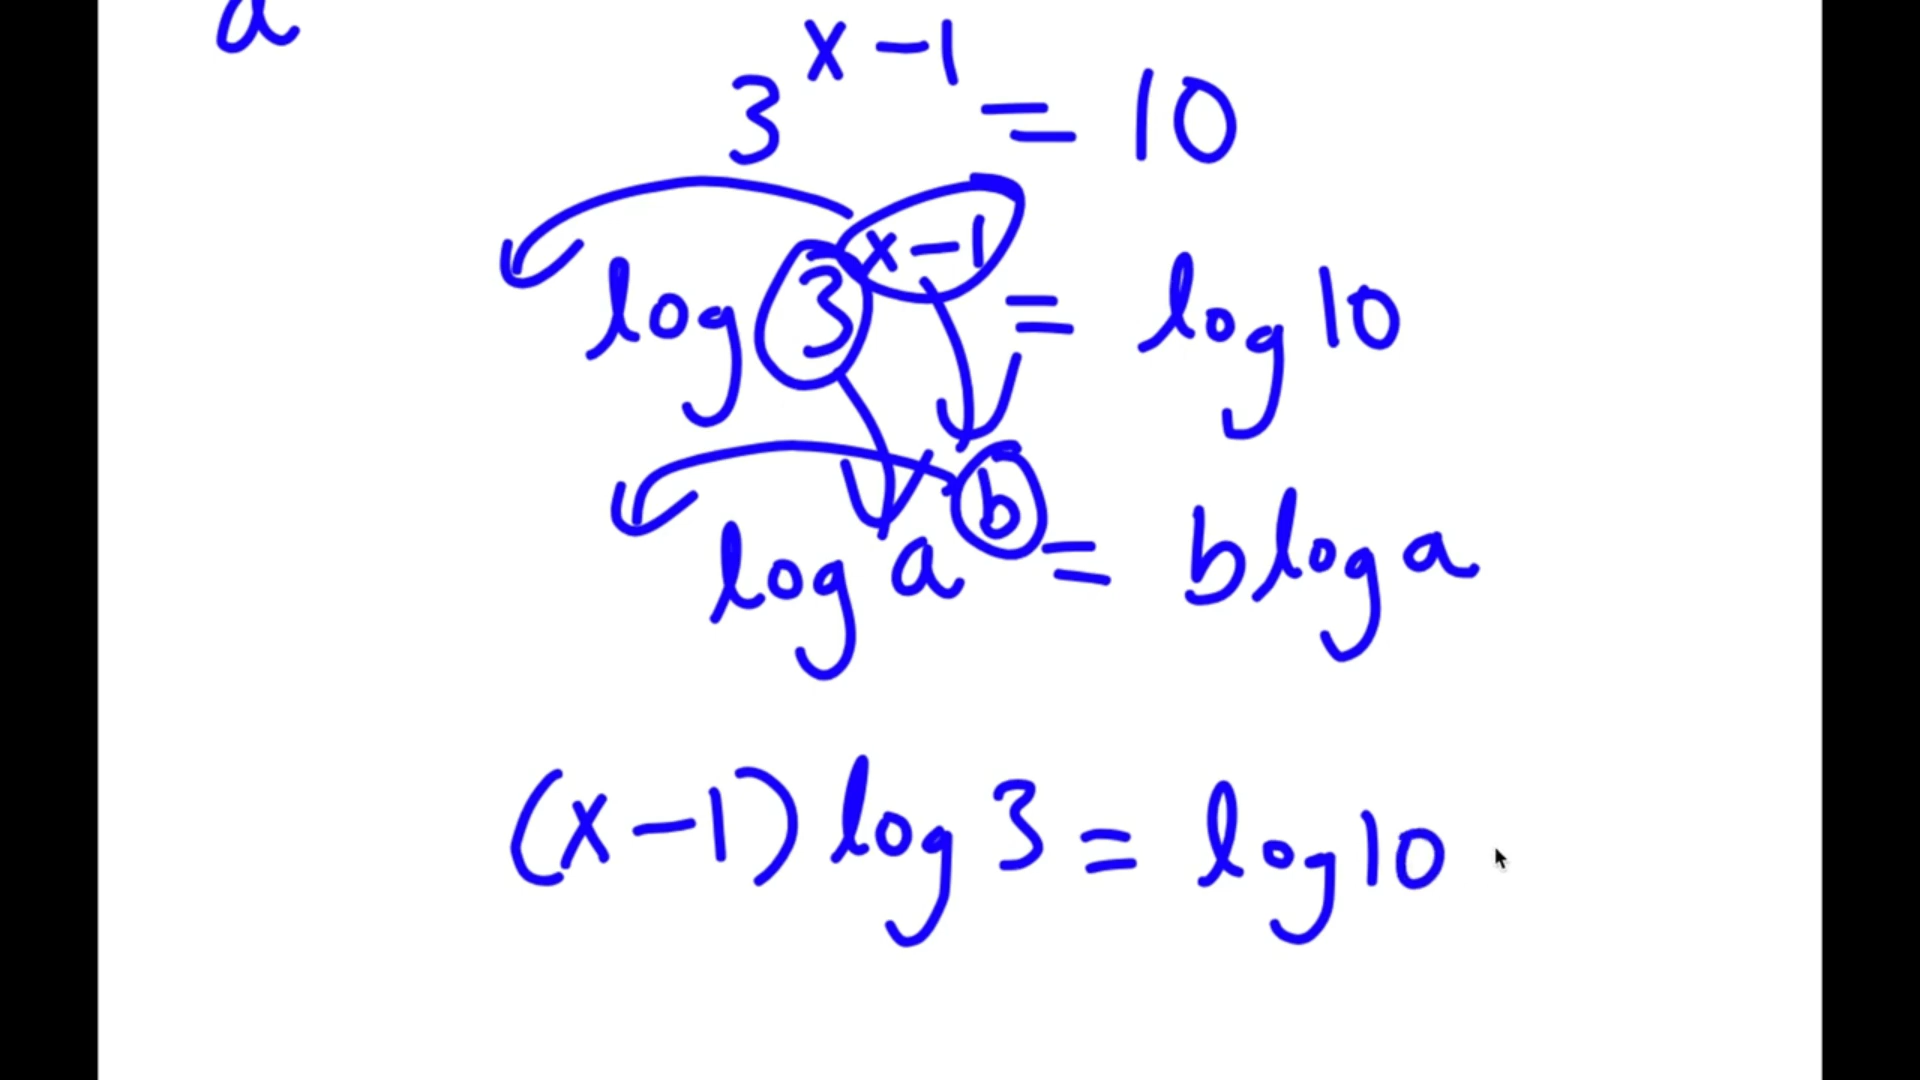 a
3^{x-1} = 10
log 3^{x-1} = log 10
log a^b = b log a
(x-1) log 3 = log 10